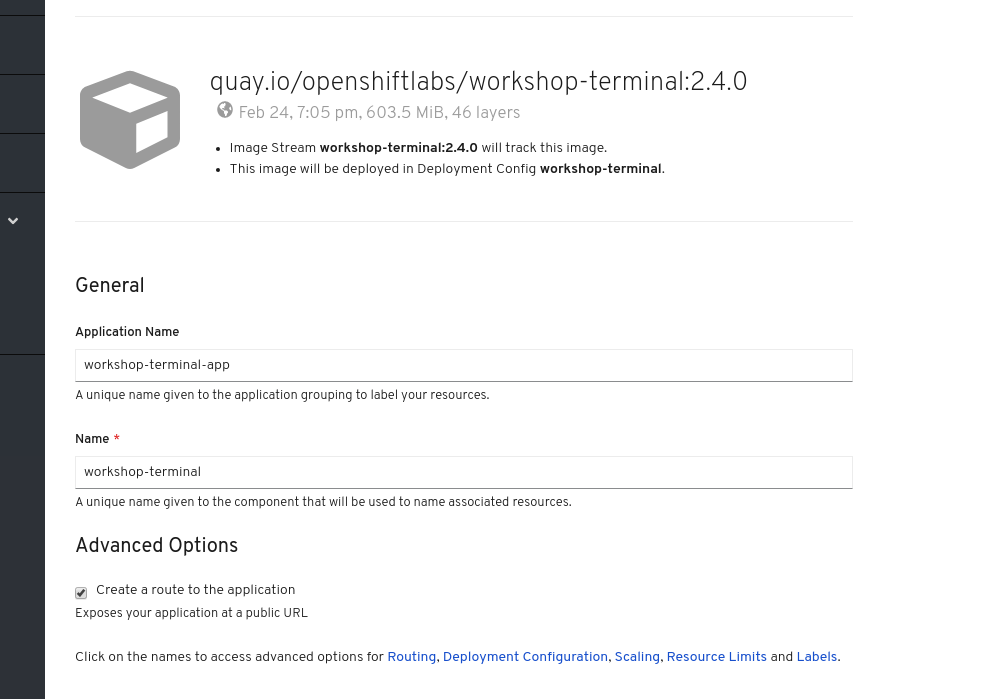 quay.io/openshiftlabs/workshop-terminal:2.4.0
Feb 24, 7:05 pm, 603.5 MiB, 46 layers
Image Stream workshop-terminal:2.4.0 will track this image.
This image will be deployed in Deployment Config workshop-terminal.
General
Application Name
workshop-terminal-app
A unique name given to the application grouping to label your resources.
Name *
workshop-terminal
A unique name given to the component that will be used to name associated resources.
Advanced Options
Create a route to the application
Exposes your application at a public URL
Click on the names to access advanced options for Routing, Deployment Configuration, Scaling, Resource Limits and Labels.